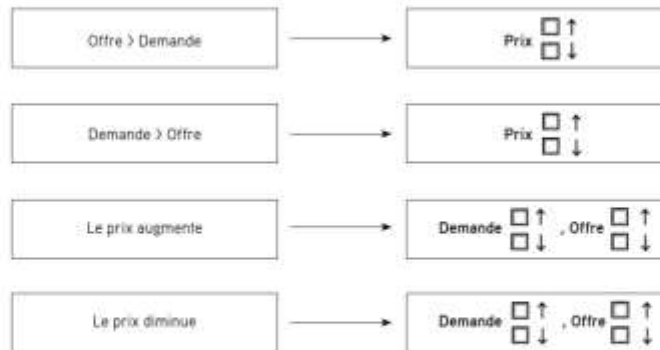 Offre > Demande
Prix ☐ ↑
☐ ↓
Demande > Offre
Prix ☐ ↑
☐ ↓
Le prix augmente
Demande ☐ ↑ , Offre ☐ ↑
☐ ↓ ☐ ↓
Le prix diminue
Demande ☐ ↑ , Offre ☐ ↑
☐ ↓ ☐ ↓